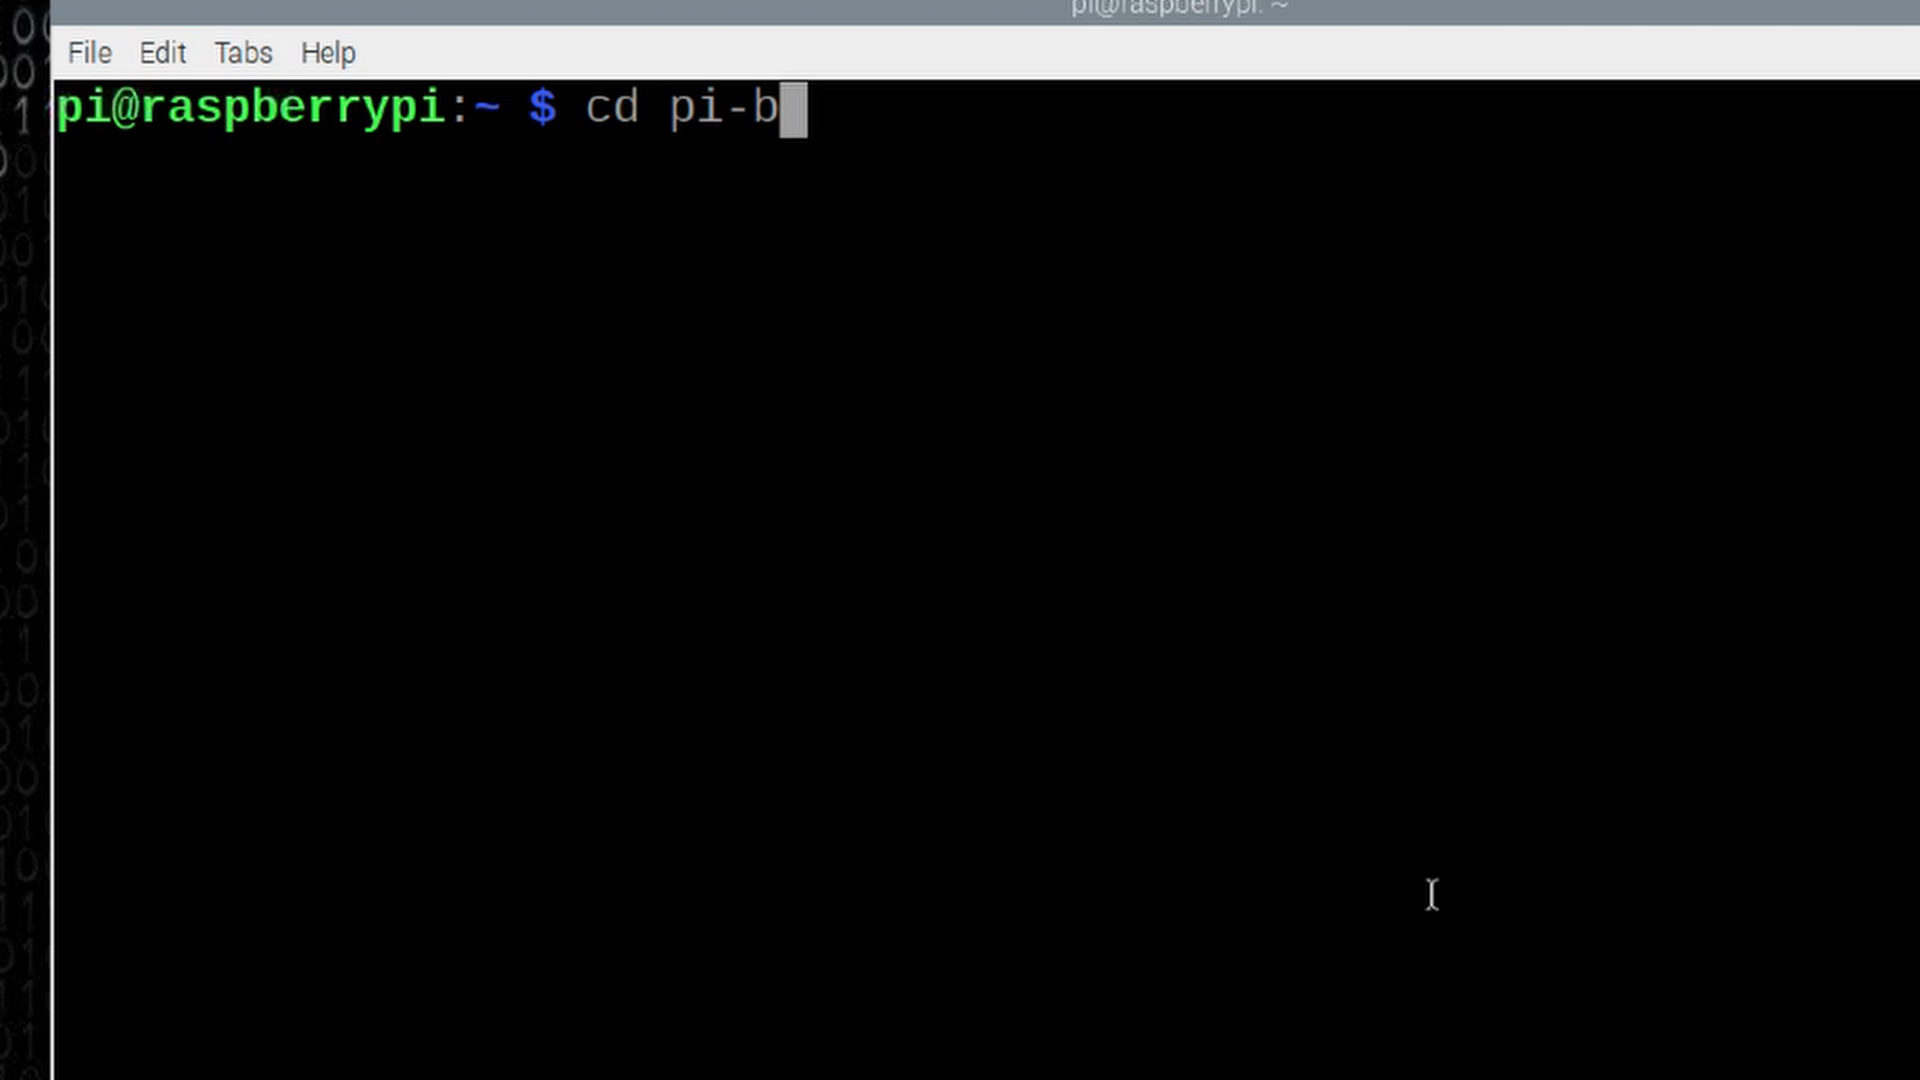 pi@raspberrypi: ~
File Edit Tabs Help
pi@raspberrypi:~ $ cd pi-b